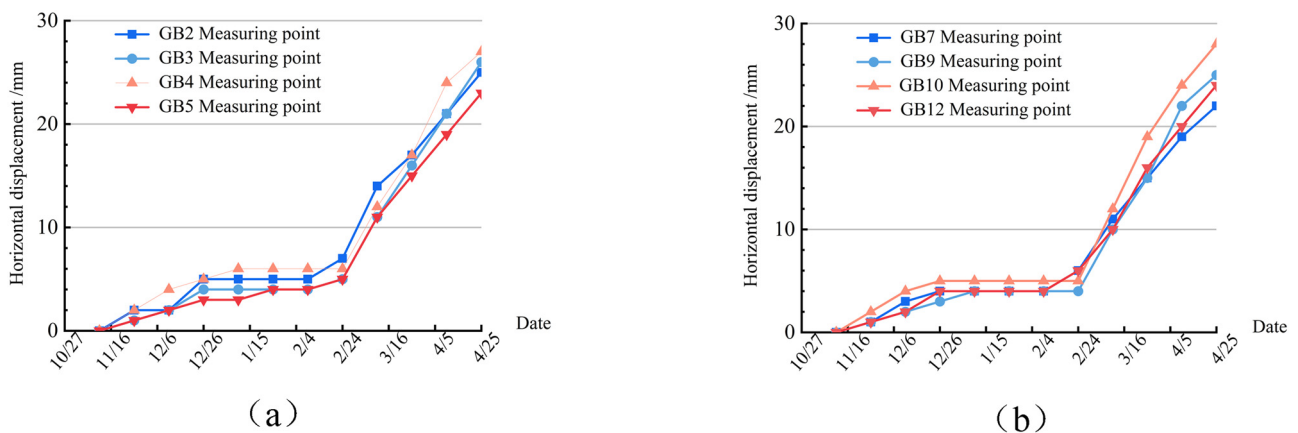 30
20
10
0
Horizontal displacement /mm
GB2 Measuring point
GB3 Measuring point
GB4 Measuring point
GB5 Measuring point
10/27
11/16
12/6
12/26
1/15
2/4
2/24
3/16
4/5
4/25
Date
（a）
30
20
10
0
Horizontal displacement /mm
GB7 Measuring point
GB9 Measuring point
GB10 Measuring point
GB12 Measuring point
10/27
11/16
12/6
12/26
1/15
2/4
2/24
3/16
4/5
4/25
Date
（b）